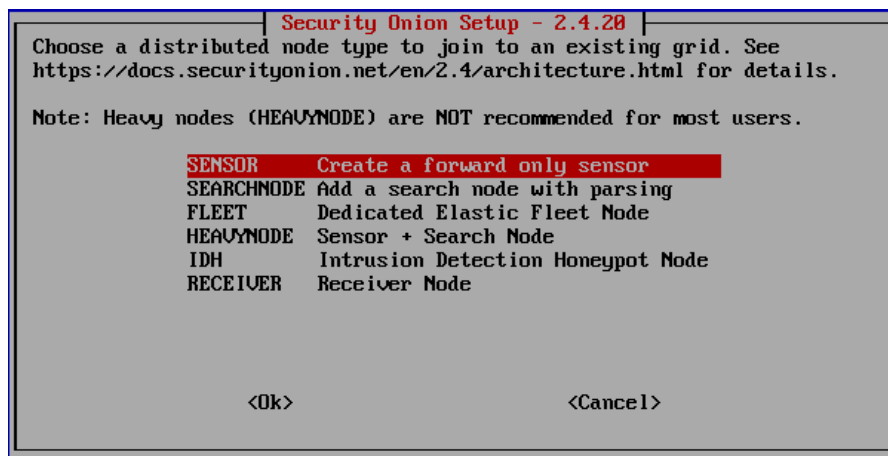 Security Onion Setup - 2.4.20
Choose a distributed node type to join to an existing grid. See
https://docs.securityonion.net/en/2.4/architecture.html for details.
Note: Heavy nodes (HEAVYNODE) are NOT recommended for most users.
SENSOR Create a forward only sensor
SEARCHNODE Add a search node with parsing
FLEET Dedicated Elastic Fleet Node
HEAVYNODE Sensor + Search Node
IDH Intrusion Detection Honeypot Node
RECEIVER Receiver Node
<Ok> <Cancel>